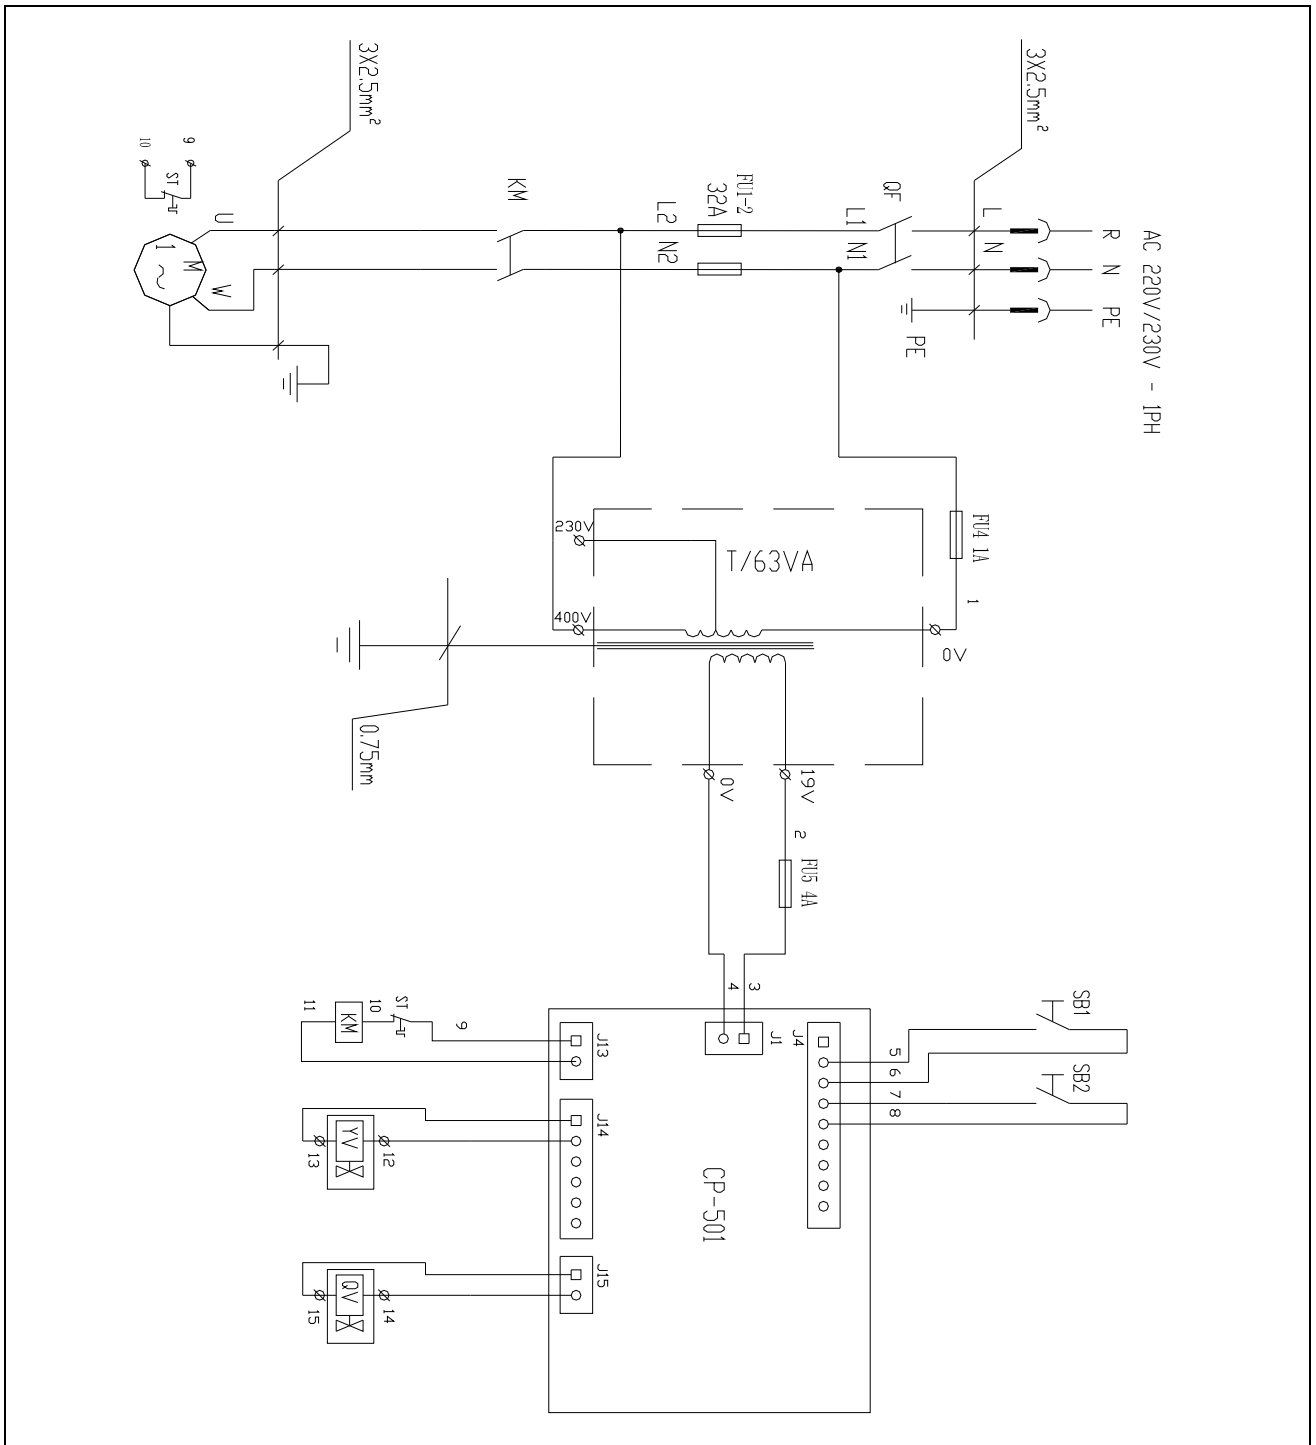 AC 220V/230V - 1PH
R
N
PE
3X2.5mm²
L
N
PE
QF
L1
N1
FU1-2
32A
L2
N2
KM
3X2.5mm²
U
W
M
1~
9
10
ST
FU4 1A
1
0V
T/63VA
230V
400V
0.75mm
19V
0V
2
FU5 4A
3
4
J1
J4
5
6
7
8
SB1
SB2
CP-501
J13
9
ST
10
KM
11
J14
12
YV
13
J15
14
QV
15